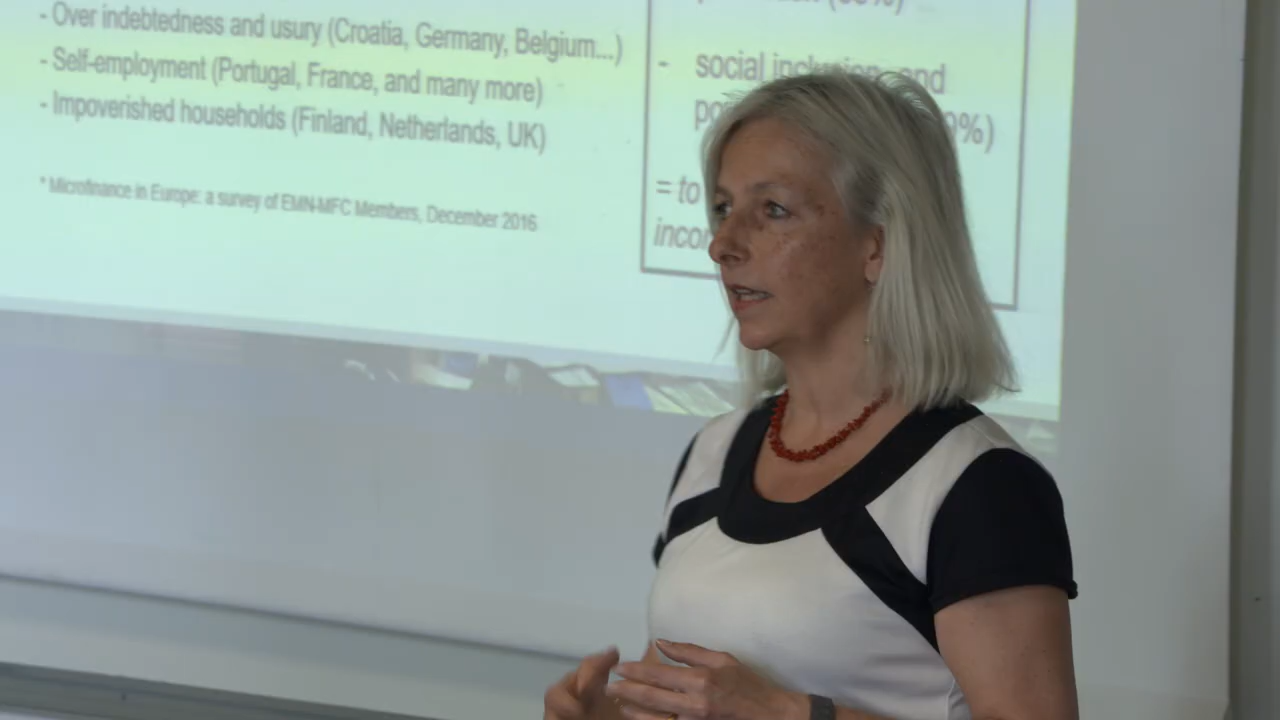 - Over indebtedness and usury (Croatia, Germany, Belgium...)
- Self-employment (Portugal, France, and many more)
- Impoverished households (Finland, Netherlands, UK)
* Microfinance in Europe: a survey of EMN-MFC Members, December 2016
- social inclusion and
9%)
= to